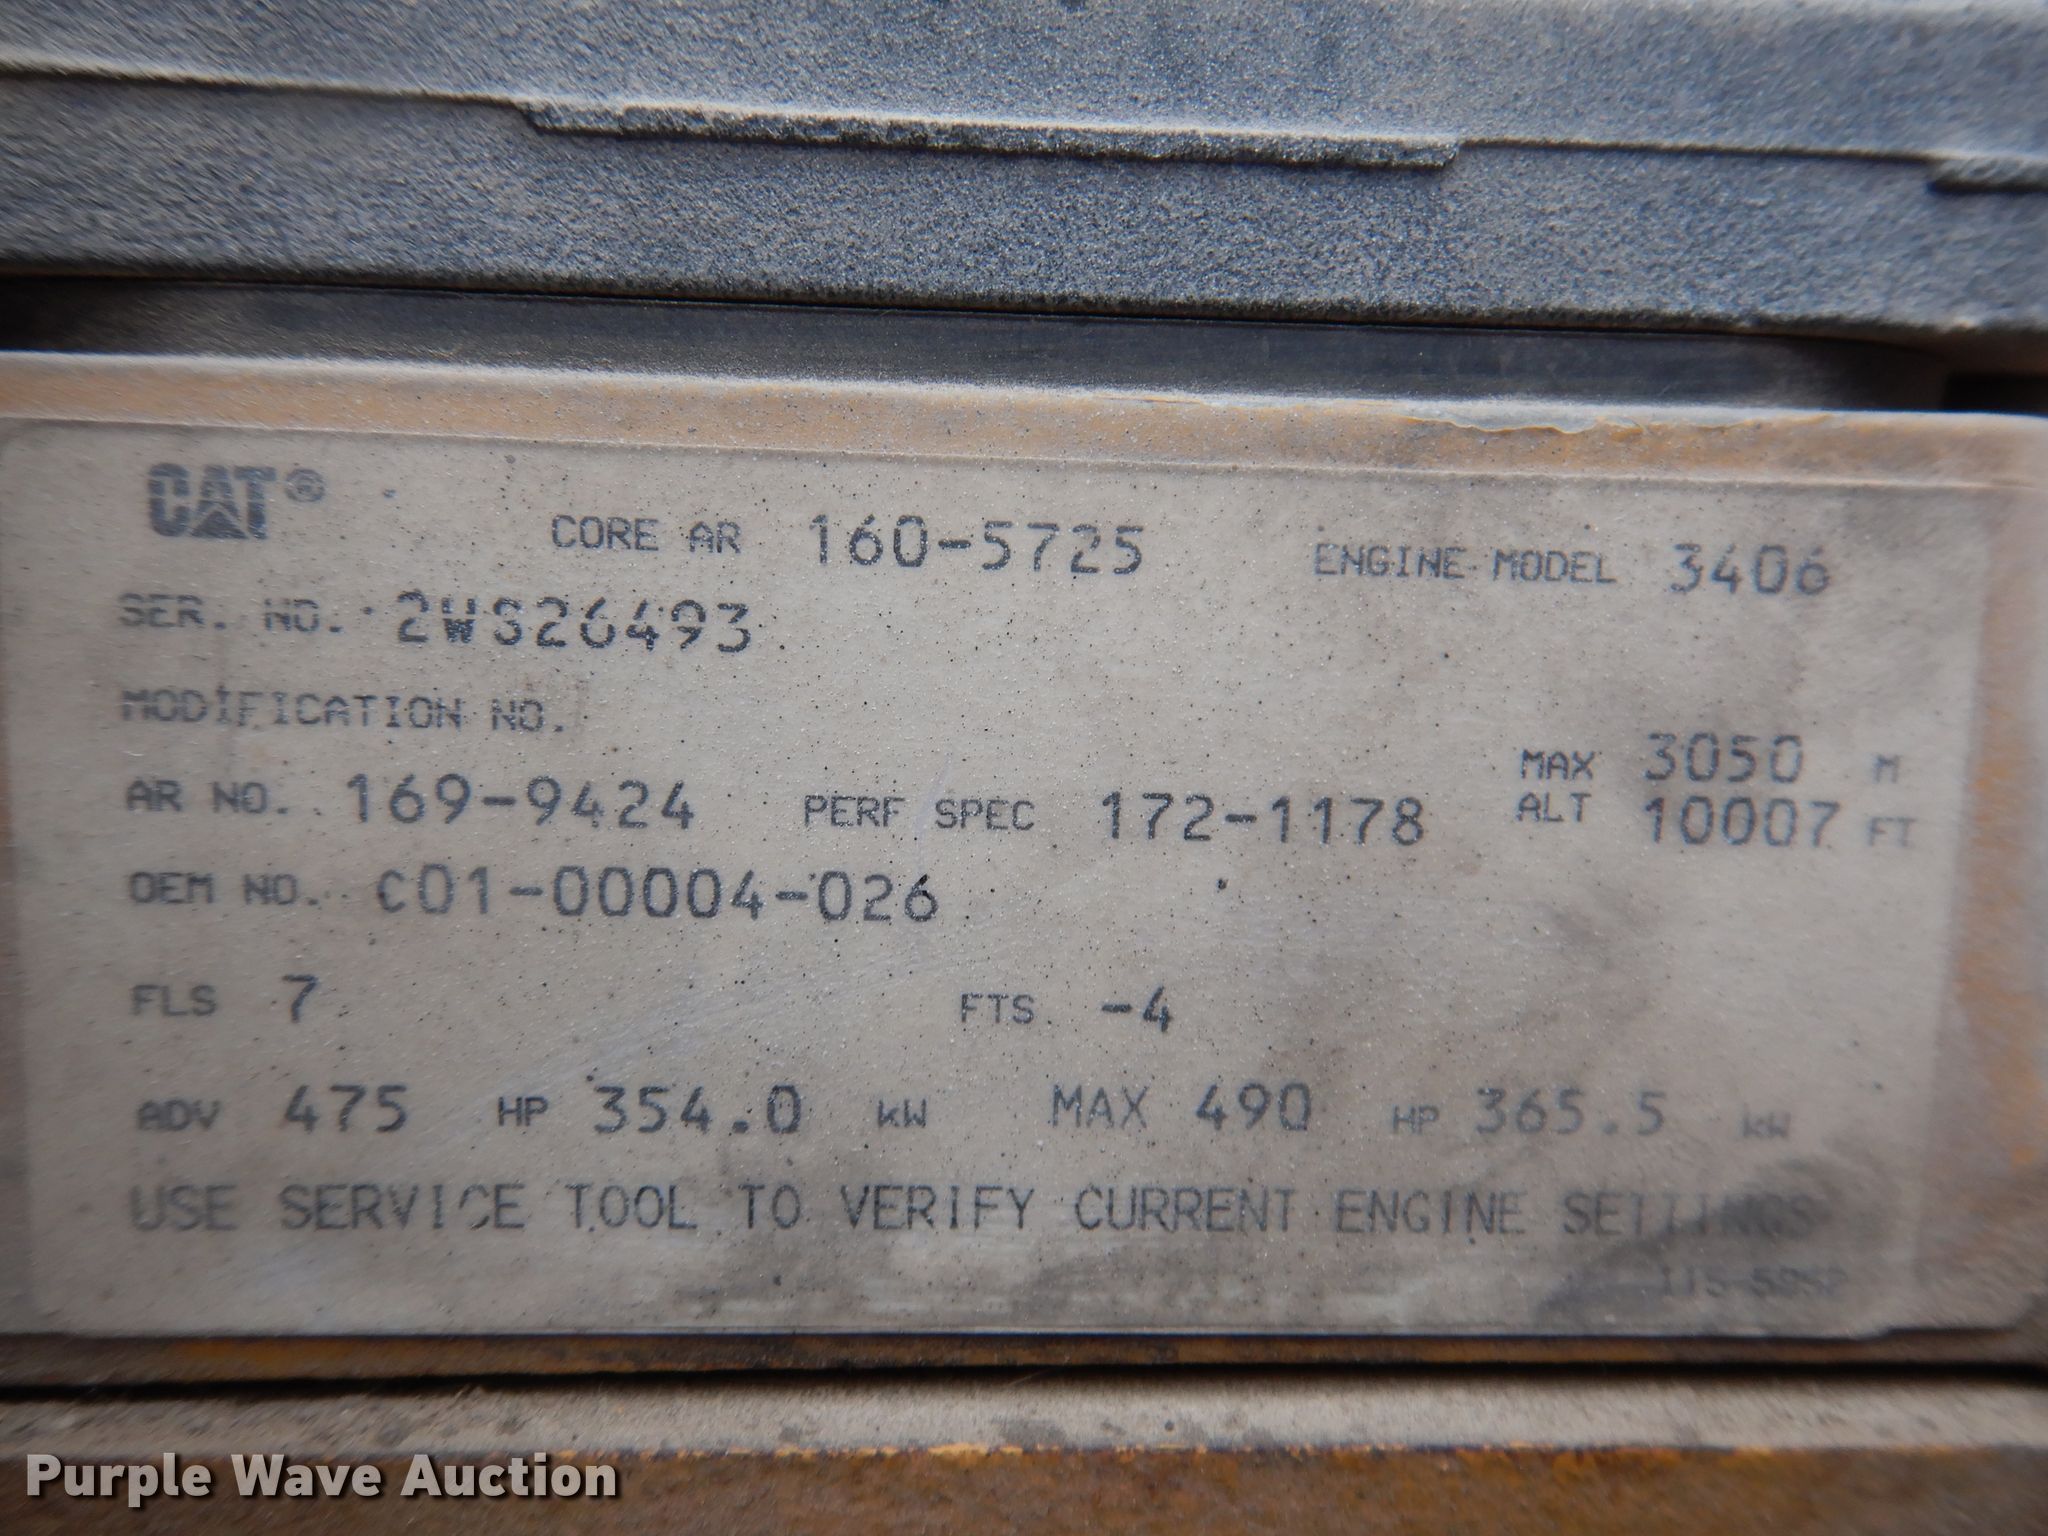 CAT®
CORE AR 160-5725 ENGINE MODEL 3406
SER. NO. 2WS26493
MODIFICATION NO.
AR NO. 169-9424 PERF SPEC 172-1178 MAX ALT 3050 M 10007 FT
OEM NO. C01-00004-026
FLS 7 FTS -4
ADV 475 HP 354.0 kW MAX 490 HP 365.5 kW
USE SERVICE TOOL TO VERIFY CURRENT ENGINE SETTINGS
Purple Wave Auction